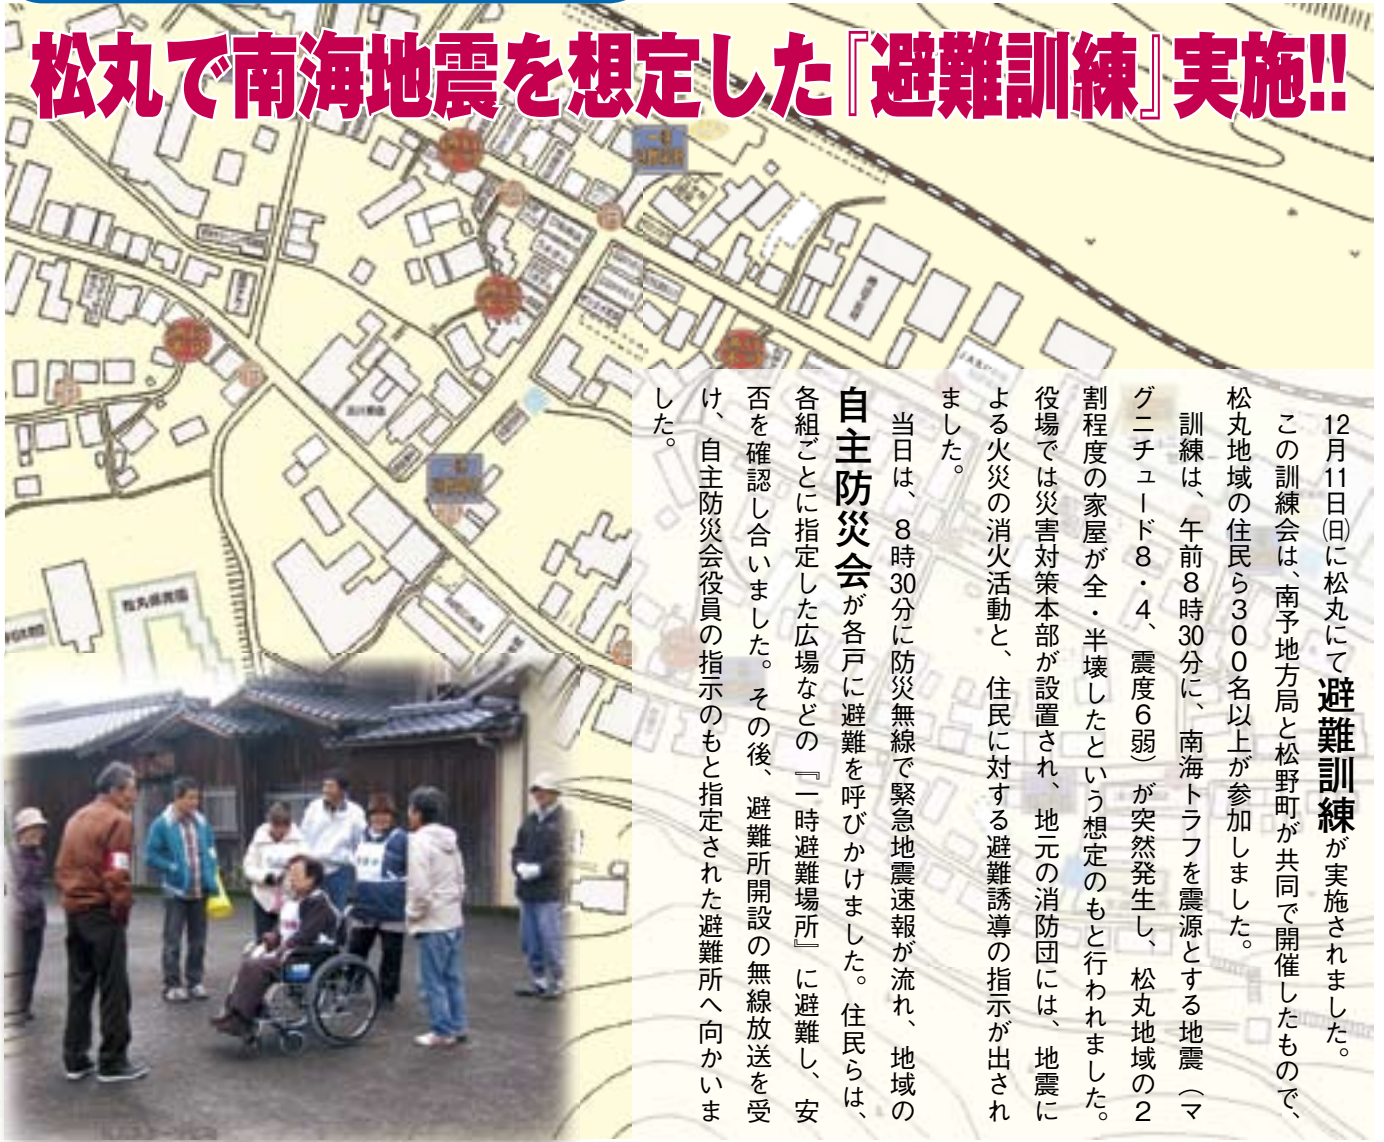 松丸で南海地震を想定した『避難訓練』実施!!
12月11日㈰に松丸にて避難訓練が実施されました。
この訓練会は、南予地方局と松野町が共同で開催したもので、
松丸地域の住民ら300名以上が参加しました。
訓練は、午前8時30分に、南海トラフを震源とする地震（マ
グニチュード8・4、震度6弱）が突然発生し、松丸地域の2
割程度の家屋が全・半壊したという想定のもと行われました。
役場では災害対策本部が設置され、地元の消防団には、地震に
よる火災の消火活動と、住民に対する避難誘導の指示が出され
ました。
当日は、8時30分に防災無線で緊急地震速報が流れ、地域の
自主防災会が各戸に避難を呼びかけました。住民らは、
各組ごとに指定した広場などの『一時避難場所』に避難し、安
否を確認し合いました。その後、避難所開設の無線放送を受
け、自主防災会役員の指示のもと指定された避難所へ向かいま
した。
松丸保育園